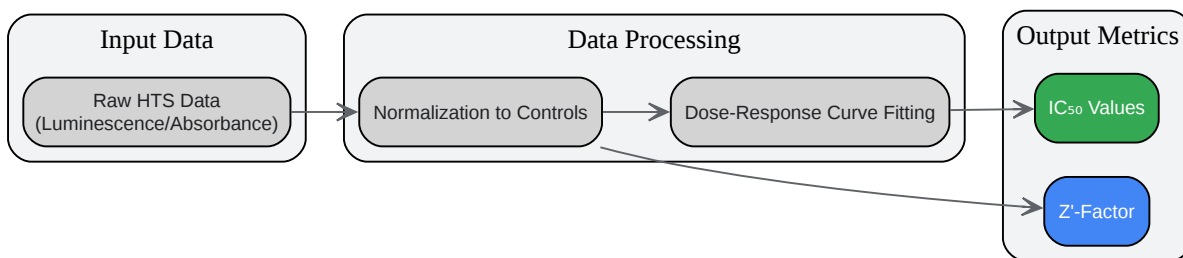 Input Data
Raw HTS Data
(Luminescence/Absorbance)
Data Processing
Normalization to Controls
Dose-Response Curve Fitting
Output Metrics
IC₅₀ Values
Z'-Factor